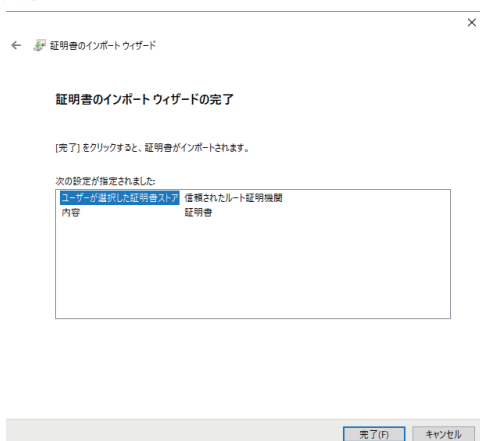 証明書のインポート ウィザード
証明書のインポート ウィザードの完了
[完了] をクリックすると、証明書がインポートされます。
次の設定が指定されました:
ユーザーが選択した証明書ストア 信頼されたルート証明機関
内容 証明書
完了(F) キャンセル